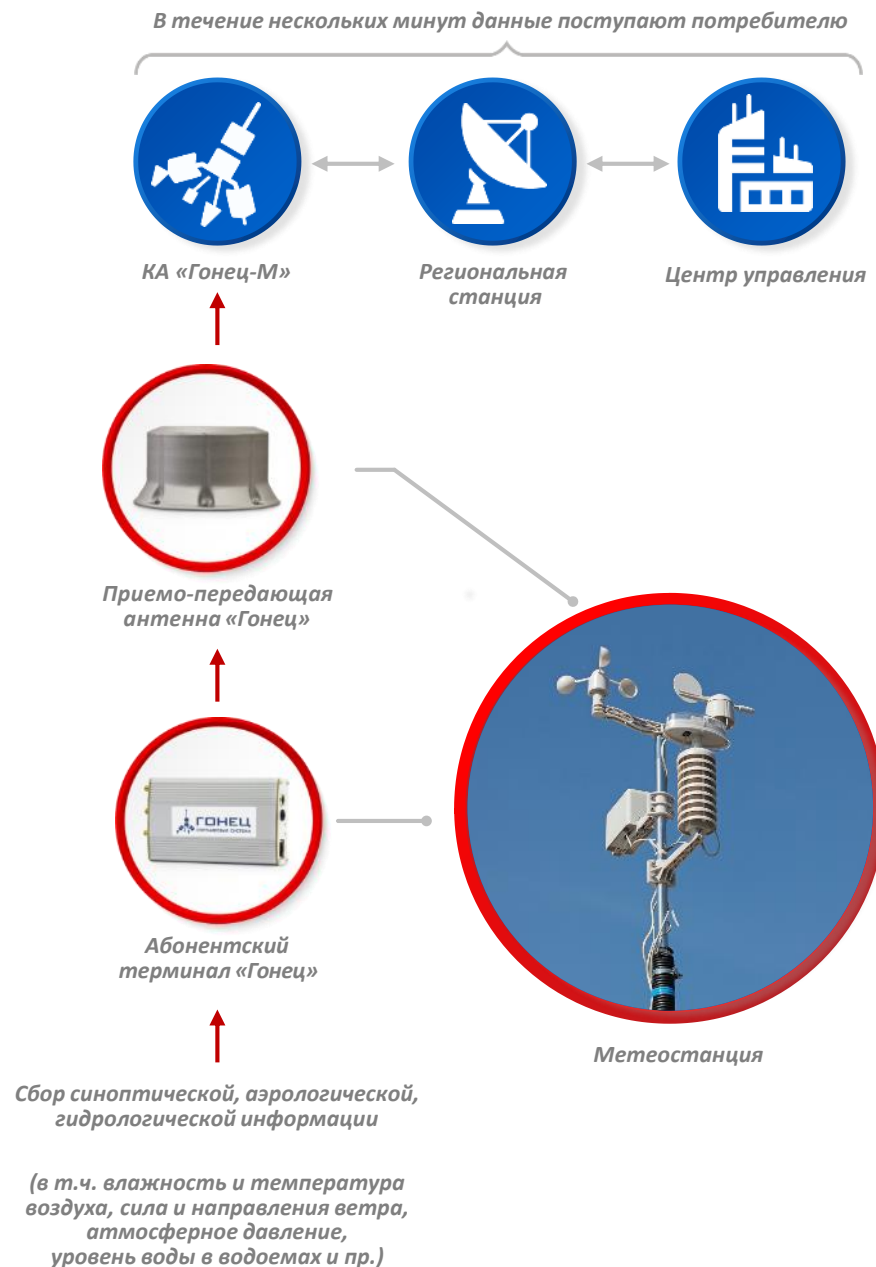 В течение нескольких минут данные поступают потребителю
КА «Гонец-М»
Региональная
станция
Центр управления
Приемо-передающая
антенна «Гонец»
ГОНЕЦ
Абонентский
терминал «Гонец»
Метеостанция
Сбор синоптической, аэрологической,
гидрологической информации
(в т.ч. влажность и температура
воздуха, сила и направления ветра,
атмосферное давление,
уровень воды в водоемах и пр.)